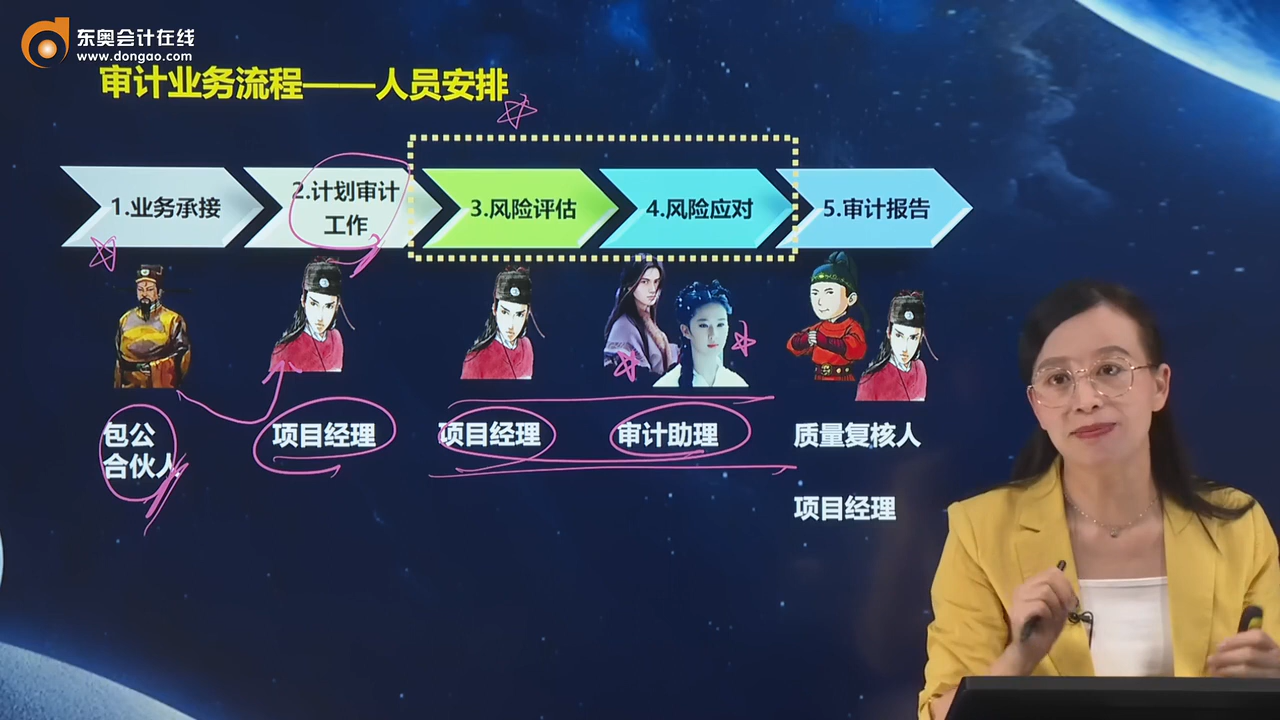 东奥会计在线
www.dongao.com
审计业务流程——人员安排
1.业务承接
2.计划审计
工作
3.风险评估
4.风险应对
5.审计报告
包公
合伙人
项目经理
项目经理
审计助理
质量复核人
项目经理